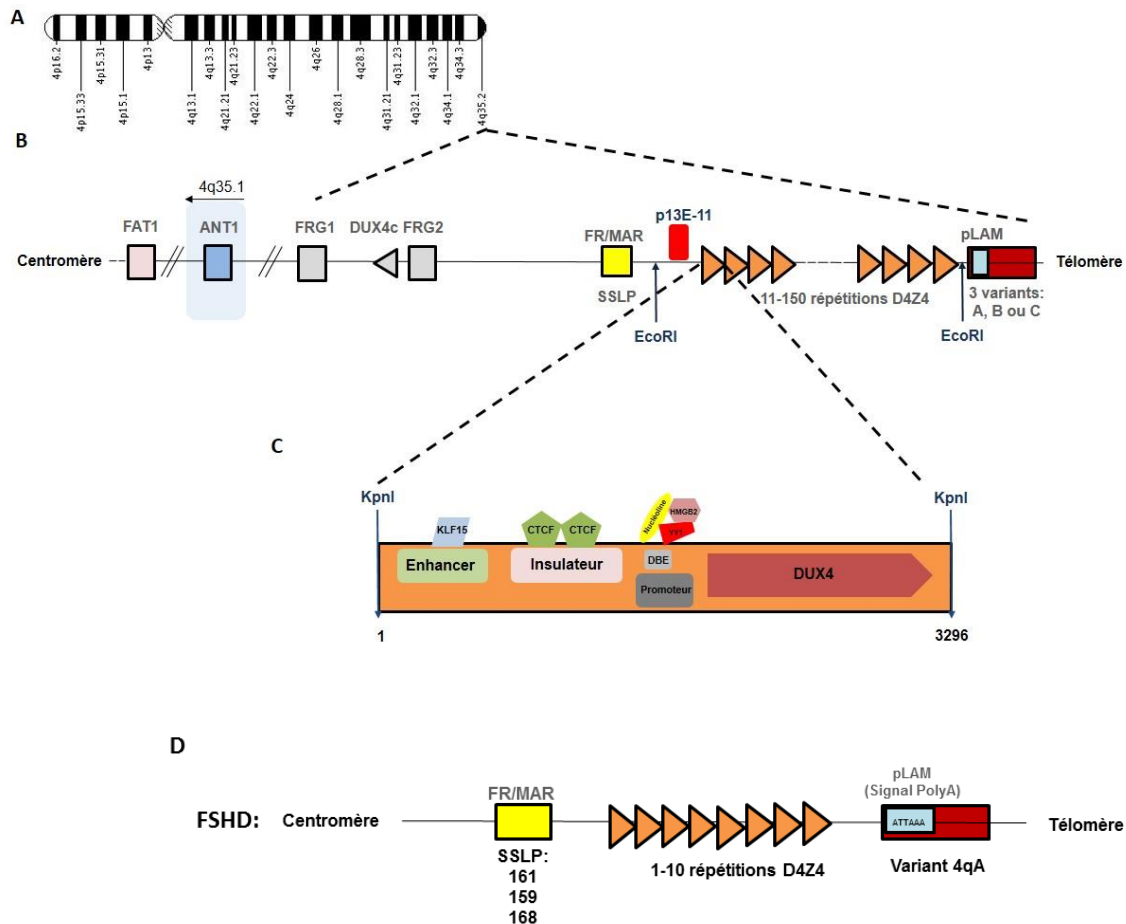 A
4p16.2
4p15.33
4p15.31
4p15.1
4p13
4q13.1
4q13.3
4q21.21
4q21.23
4q22.1
4q22.3
4q24
4q26
4q28.1
4q28.3
4q31.21
4q31.23
4q32.1
4q32.3
4q34.1
4q34.3
4q35.2
B
4q35.1
FAT1
ANT1
FRG1
DUX4c
FRG2
FR/MAR
p13E-11
pLAM
Centromère
Télomère
SSLP
11-150 répétitions D4Z4
3 variants:
A, B ou C
EcoRI
EcoRI
C
KpnI
KpnI
KLF15
CTCF
CTCF
Nucléoline
HMGB2
YY1
Enhancer
Insulateur
DBE
Promoteur
DUX4
1
3296
D
pLAM
(Signal PolyA)
FR/MAR
FSHD:
Centromère
ATTAAA
Télomère
SSLP:
161
159
168
1-10 répétitions D4Z4
Variant 4qA